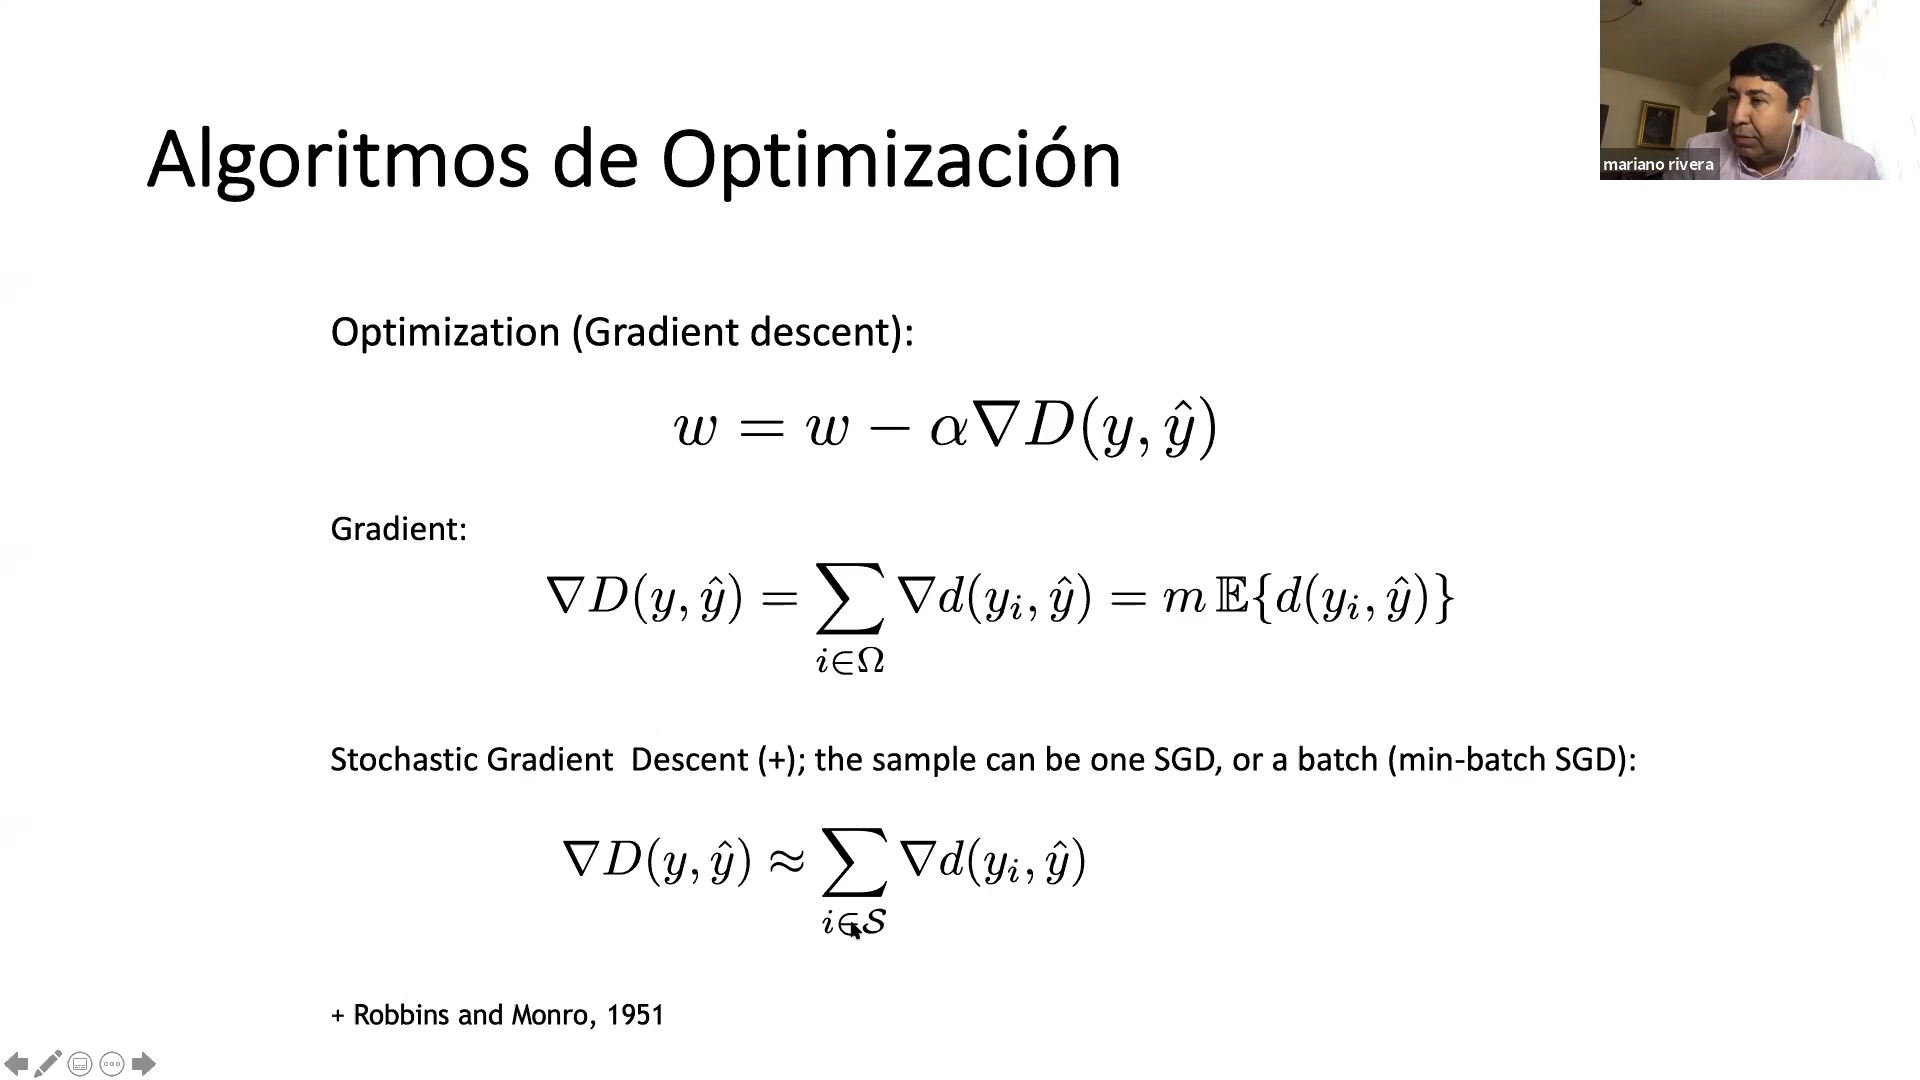 mariano rivera
Algoritmos de Optimización
Optimization (Gradient descent):
w = w − α∇D(y, ŷ)
Gradient:
∇D(y, ŷ) = ∑_{i∈Ω} ∇d(y_i, ŷ) = m 𝔼{d(y_i, ŷ)}
Stochastic Gradient Descent (+); the sample can be one SGD, or a batch (min-batch SGD):
∇D(y, ŷ) ≈ ∑_{i∈𝒮} ∇d(y_i, ŷ)
+ Robbins and Monro, 1951